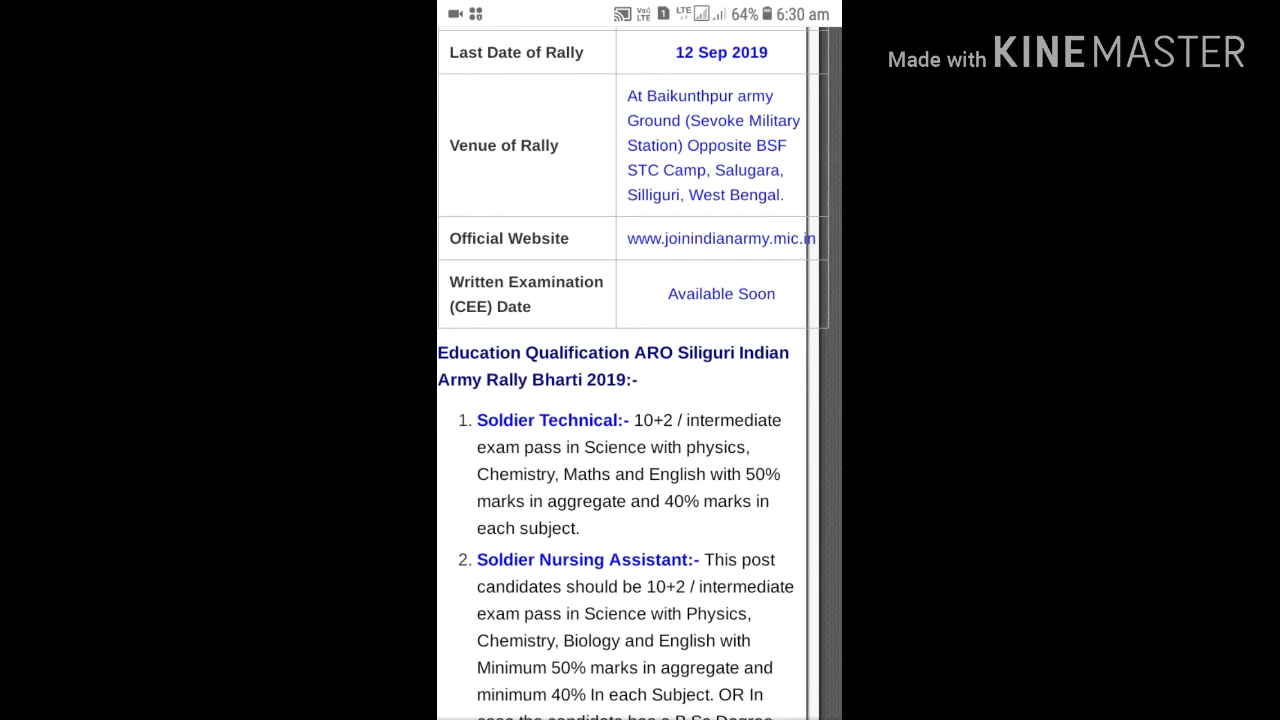 64% 6:30 am
Made with KINEMASTER
Last Date of Rally 12 Sep 2019
At Baikunthpur army
Ground (Sevoke Military
Venue of Rally Station) Opposite BSF
STC Camp, Salugara,
Silliguri, West Bengal.
Official Website www.joinindianarmy.mic.in
Written Examination
(CEE) Date Available Soon
Education Qualification ARO Siliguri Indian
Army Rally Bharti 2019:-
1. Soldier Technical:- 10+2 / intermediate
exam pass in Science with physics,
Chemistry, Maths and English with 50%
marks in aggregate and 40% marks in
each subject.
2. Soldier Nursing Assistant:- This post
candidates should be 10+2 / intermediate
exam pass in Science with Physics,
Chemistry, Biology and English with
Minimum 50% marks in aggregate and
minimum 40% In each Subject. OR In